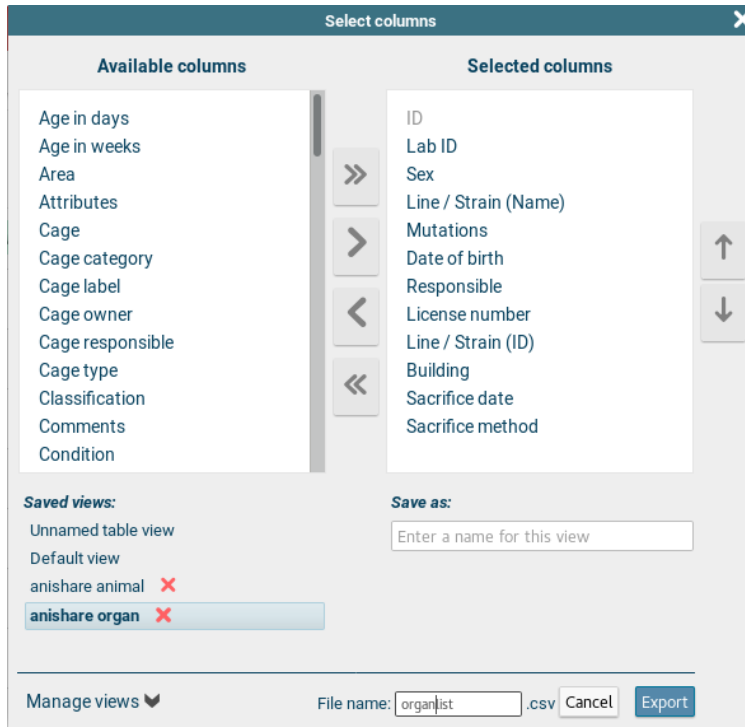 Select columns
Available columns
Age in days
Age in weeks
Area
Attributes
Cage
Cage category
Cage label
Cage owner
Cage responsible
Cage type
Classification
Comments
Condition
Selected columns
ID
Lab ID
Sex
Line / Strain (Name)
Mutations
Date of birth
Responsible
License number
Line / Strain (ID)
Building
Sacrifice date
Sacrifice method
Saved views:
Unnamed table view
Default view
anishare animal
anishare organ
Save as:
Enter a name for this view
Manage views
File name: organlist .csv Cancel Export